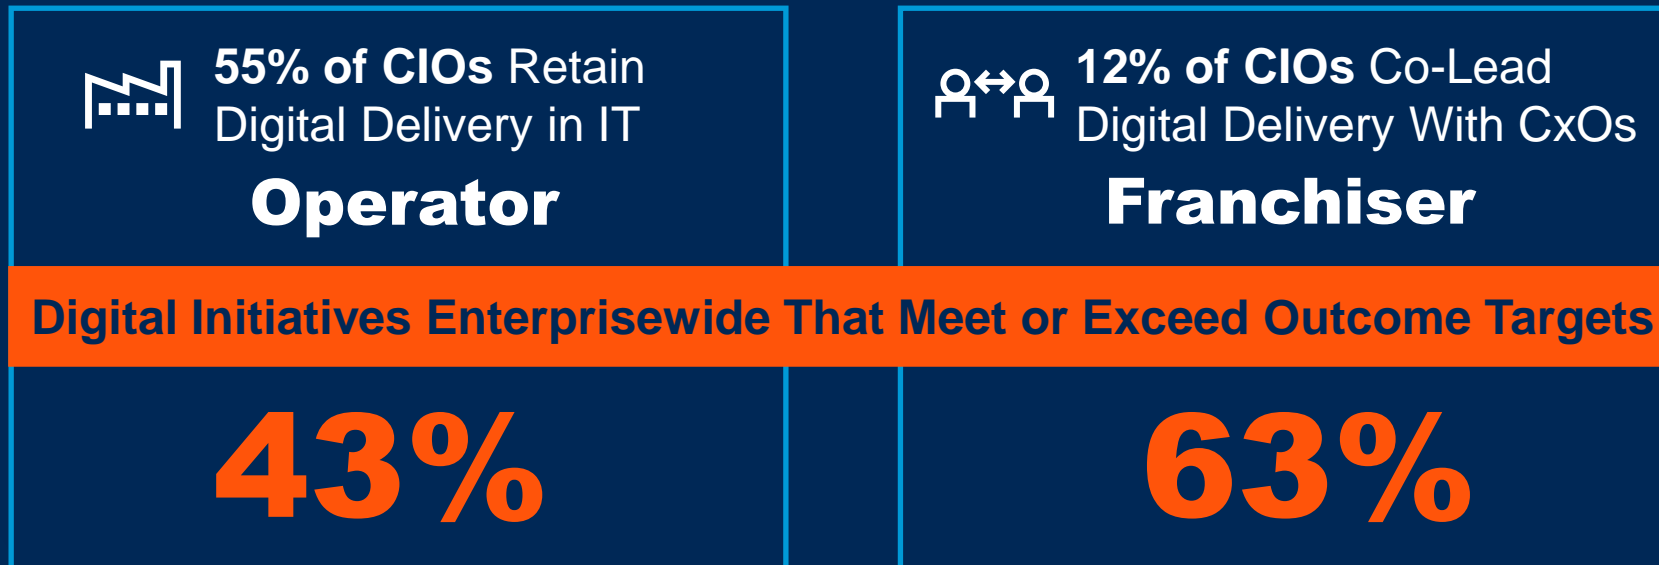 55% of CIOs Retain
Digital Delivery in IT
Operator
12% of CIOs Co-Lead
Digital Delivery With CxOs
Franchiser
Digital Initiatives Enterprisewide That Meet or Exceed Outcome Targets
43%
63%